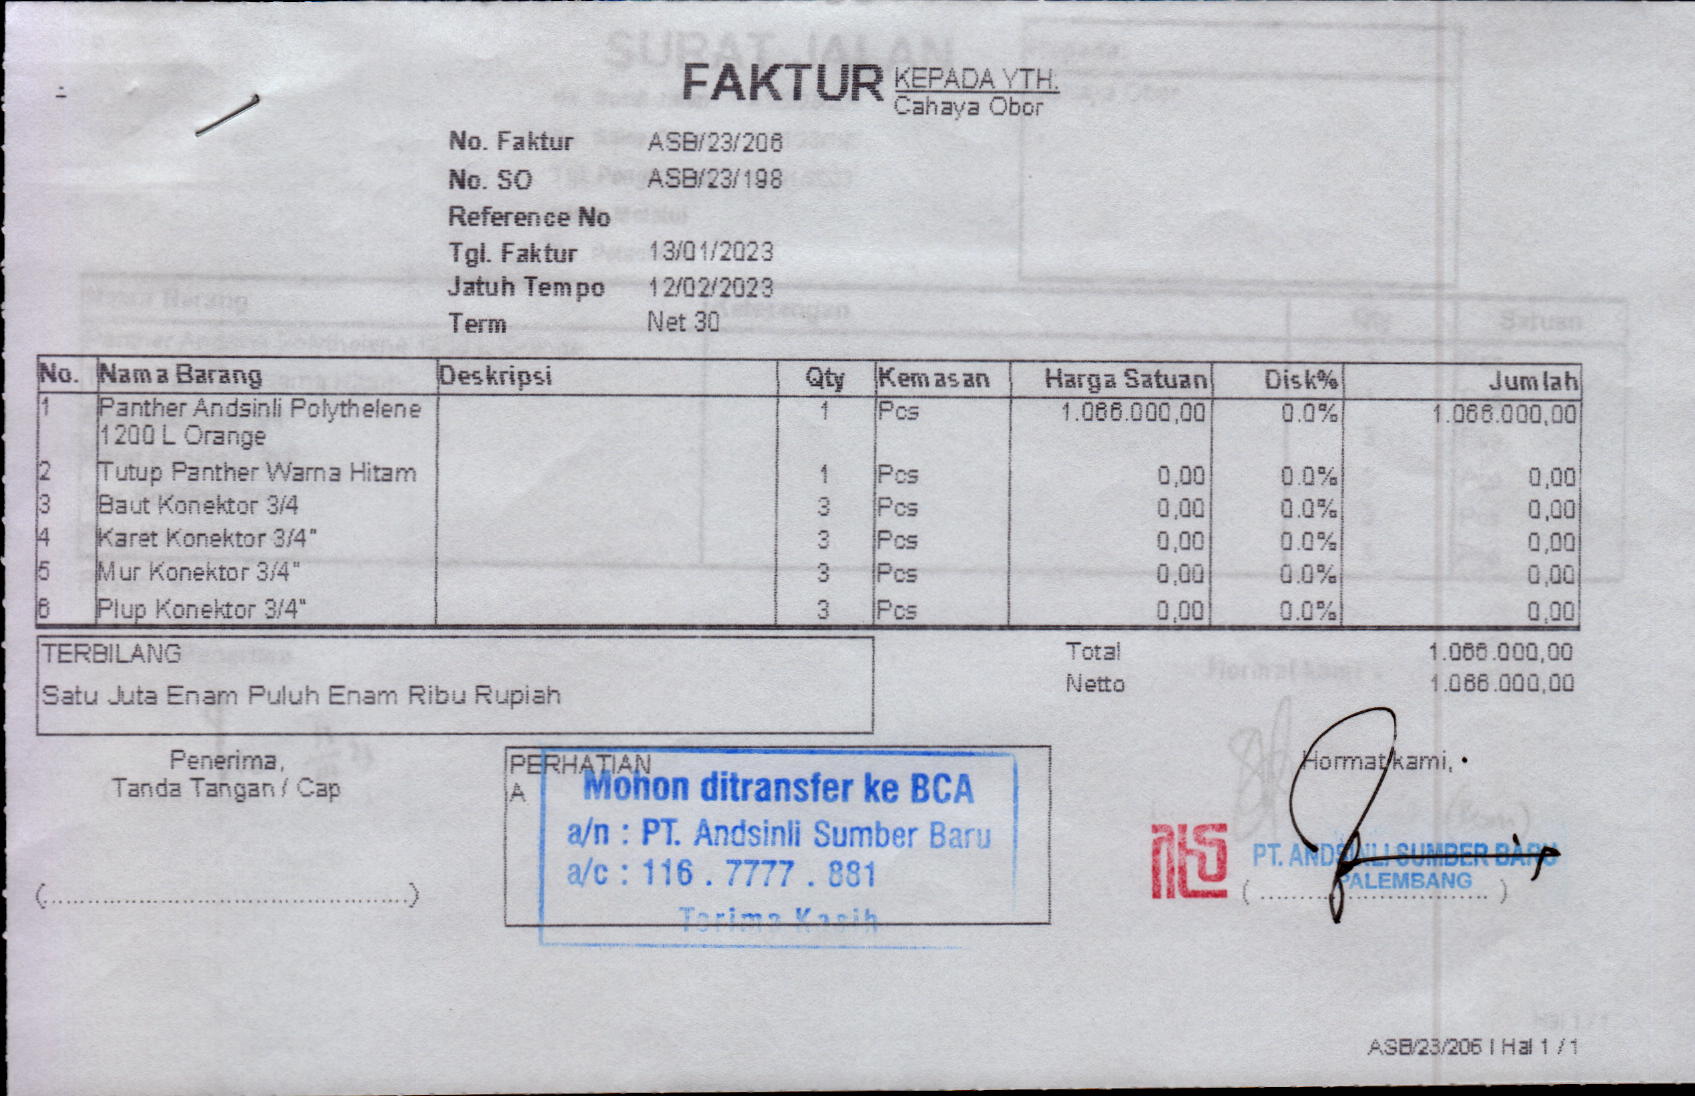 FAKTUR
KEPADA YTH.
Cahaya Obor
No. Faktur ASB/23/206
No. SO ASB/23/198
Reference No
Tgl. Faktur 13/01/2023
Jatuh Tempo 12/02/2023
Term Net 30
No. Nama Barang Deskripsi Qty Kemasan Harga Satuan Disk% Jumlah
1 Panther Andsinli Polythelene 1 Pcs 1.066.000,00 0.0% 1.066.000,00
1200 L Orange
2 Tutup Panther Warna Hitam 1 Pcs 0,00 0.0% 0,00
3 Baut Konektor 3/4 3 Pcs 0,00 0.0% 0,00
4 Karet Konektor 3/4" 3 Pcs 0,00 0.0% 0,00
5 Mur Konektor 3/4" 3 Pcs 0,00 0.0% 0,00
6 Plup Konektor 3/4" 3 Pcs 0,00 0.0% 0,00
TERBILANG
Satu Juta Enam Puluh Enam Ribu Rupiah
Total 1.066.000,00
Netto 1.066.000,00
Penerima,
Tanda Tangan / Cap
(..............................................)
PERHATIAN
A
Mohon ditransfer ke BCA
a/n : PT. Andsinli Sumber Baru
a/c : 116 . 7777 . 881
Terima Kasih
Hormat kami,
PT. ANDSINLI SUMBER BARU
PALEMBANG
(..............................)
ASB/23/206 | Hal 1 / 1